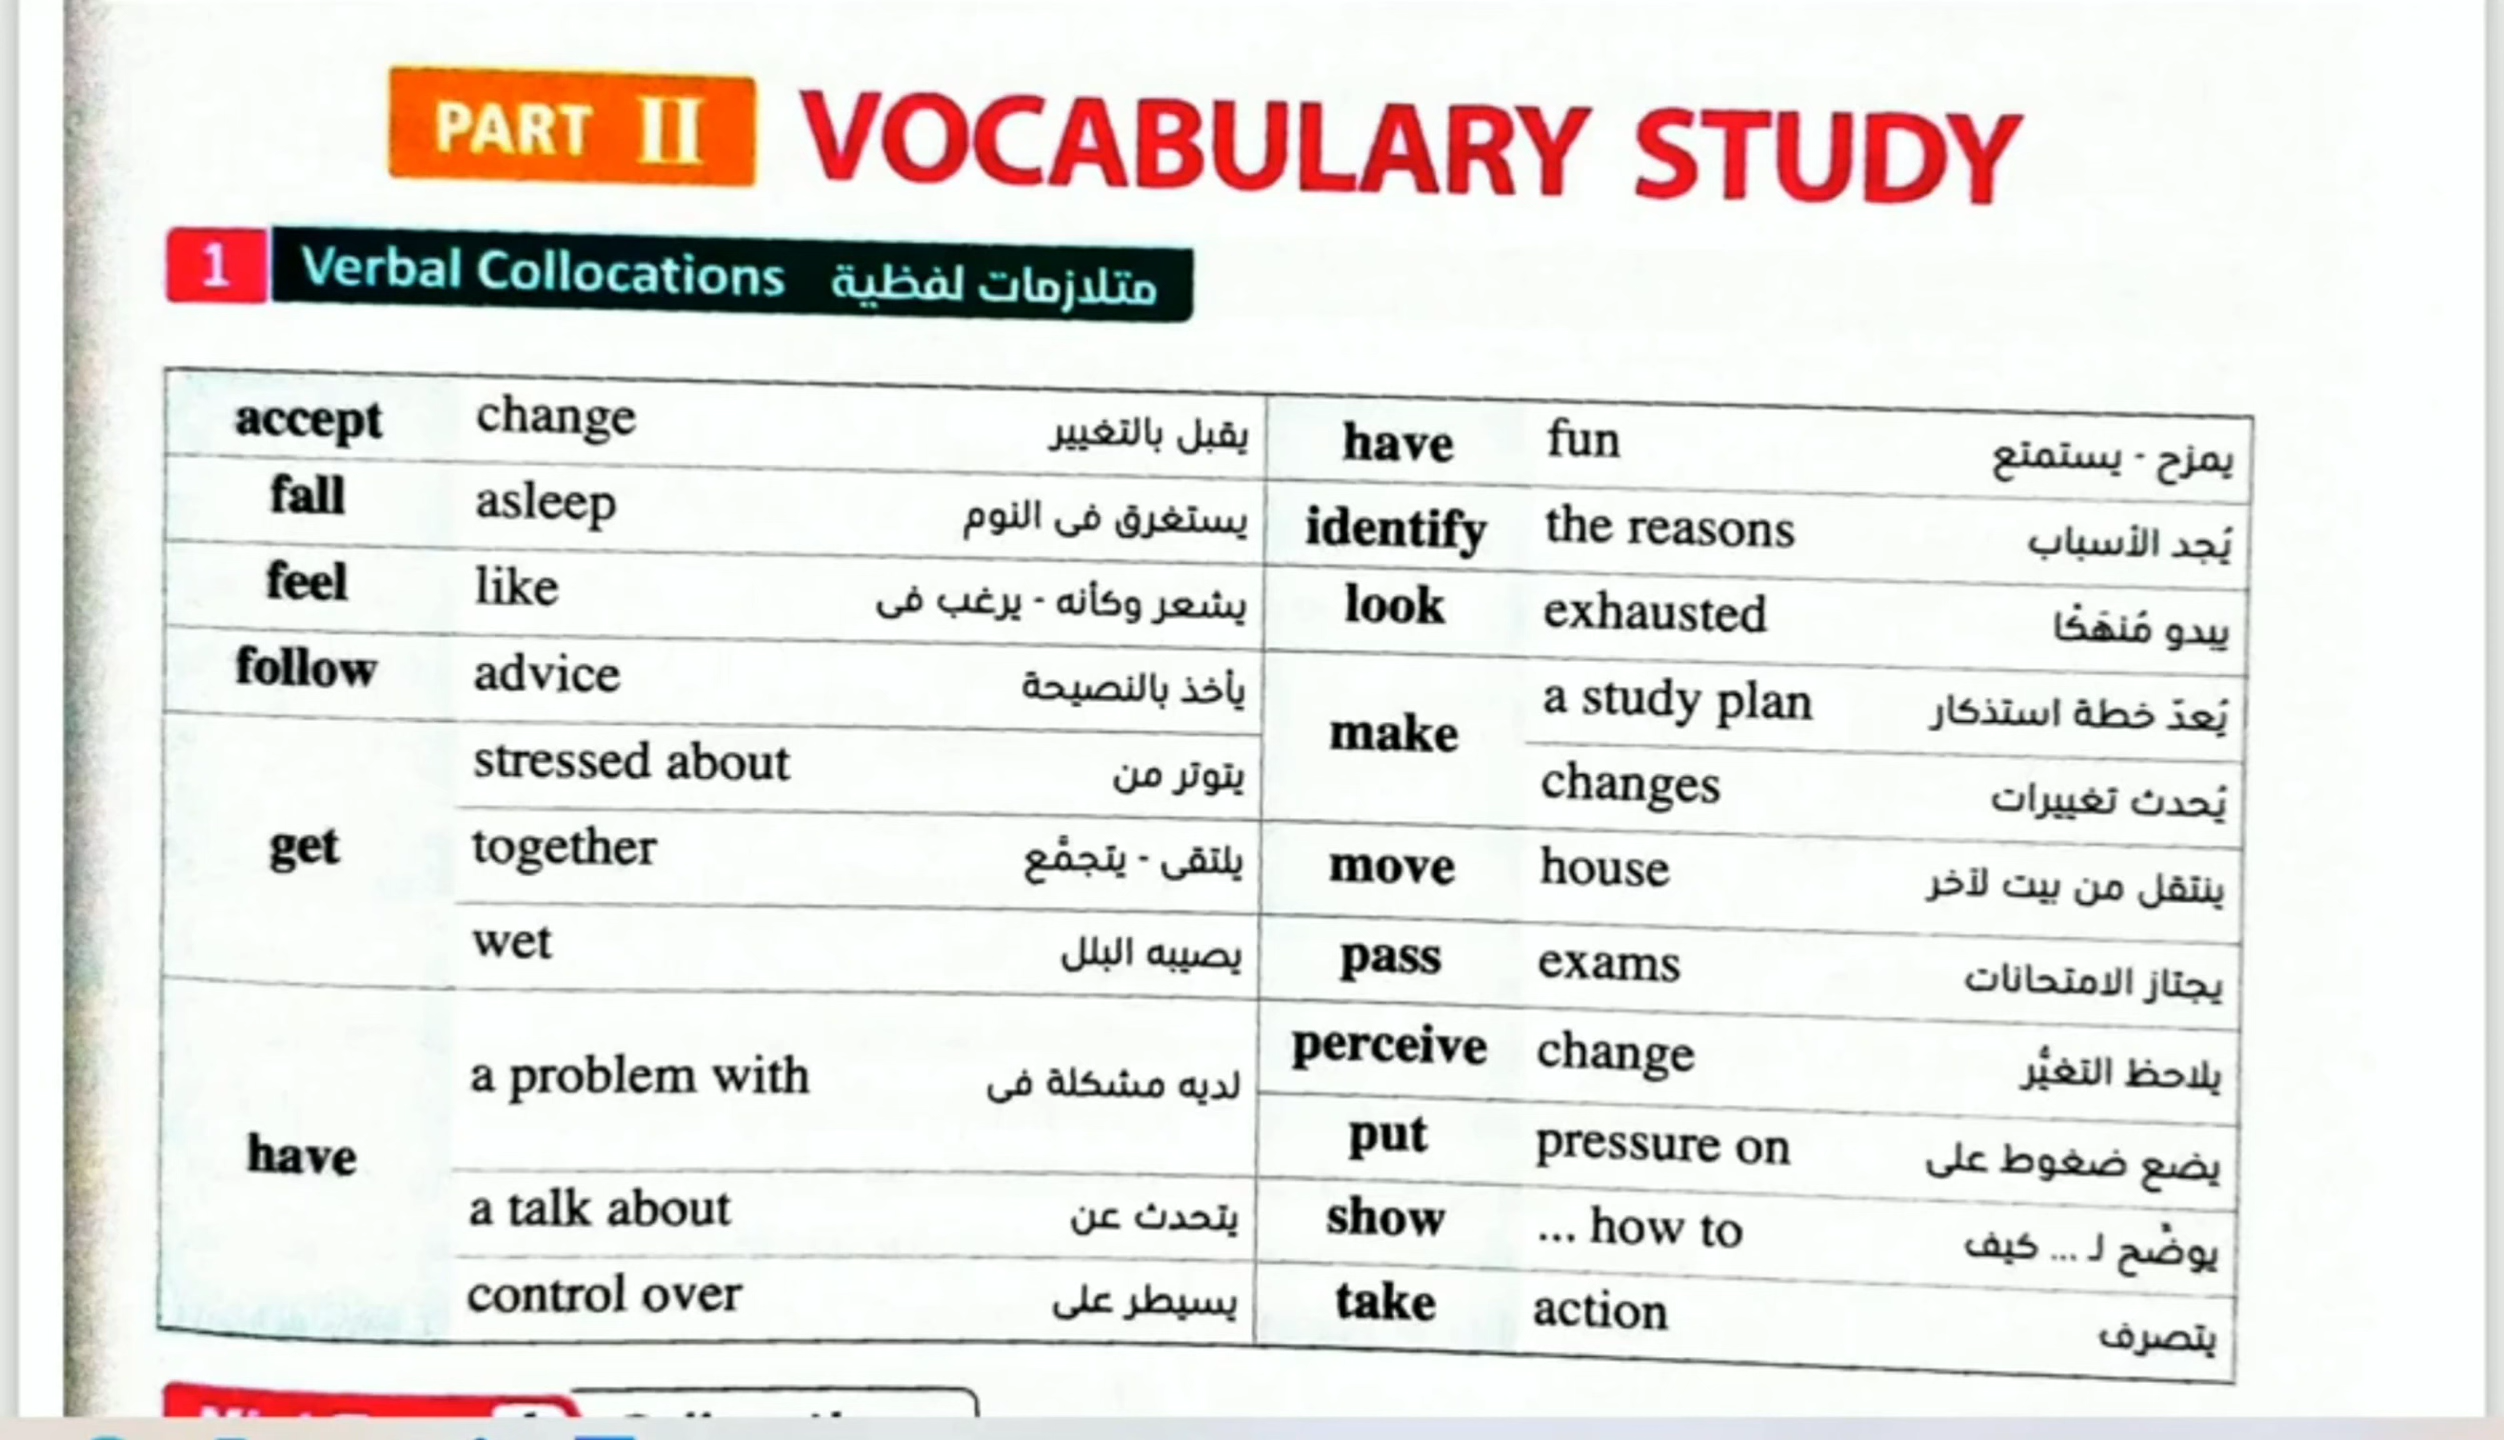 PART II VOCABULARY STUDY
1 Verbal Collocations متلازمات لفظية
accept change يقبل بالتغيير
fall asleep يستغرق فى النوم
feel like يشعر وكأنه - يرغب فى
follow advice يأخذ بالنصيحة
get stressed about يتوتر من
together يلتقى - يتجمَّع
wet يصيبه البلل
have a problem with لديه مشكلة فى
a talk about يتحدث عن
control over يسيطر على
have fun يمزح - يستمتع
identify the reasons يُجد الأسباب
look exhausted يبدو مُنهَكًا
make a study plan يُعدّ خطة استذكار
changes يُحدث تغييرات
move house ينتقل من بيت لآخر
pass exams يجتاز الامتحانات
perceive change يلاحظ التغيُّر
put pressure on يضع ضغوط على
show ... how to يوضْح لـ ... كيف
take action يتصرف